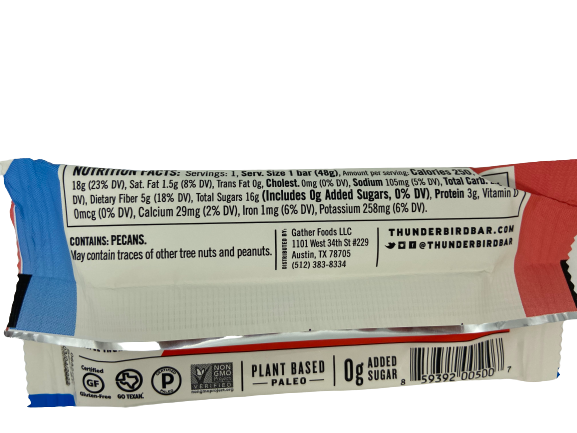 NUTRITION FACTS: Servings: 1, Serv. Size 1 bar (48g), Amount per serving: Calories 250,
18g (23% DV), Sat. Fat 1.5g (8% DV), Trans Fat 0g, Cholest. 0mg (0% DV), Sodium 105mg (5% DV), Total Carb.
DV), Dietary Fiber 5g (18% DV), Total Sugars 16g (Includes 0g Added Sugars, 0% DV), Protein 3g, Vitamin D
0mcg (0% DV), Calcium 29mg (2% DV), Iron 1mg (6% DV), Potassium 258mg (6% DV).
CONTAINS: PECANS.
May contain traces of other tree nuts and peanuts.
DISTRIBUTED BY:
Gather Foods LLC
1101 West 34th St #229
Austin, TX 78705
(512) 383-8334
THUNDERBIRDBAR.COM
@THUNDERBIRDBAR
Certified
GF
Gluten-Free
GO TEXAN.
P
NON
GMO
VERIFIED
nongmoproject.org
PLANT BASED
PALEO
0g ADDED
SUGAR
8 59392 00500 7